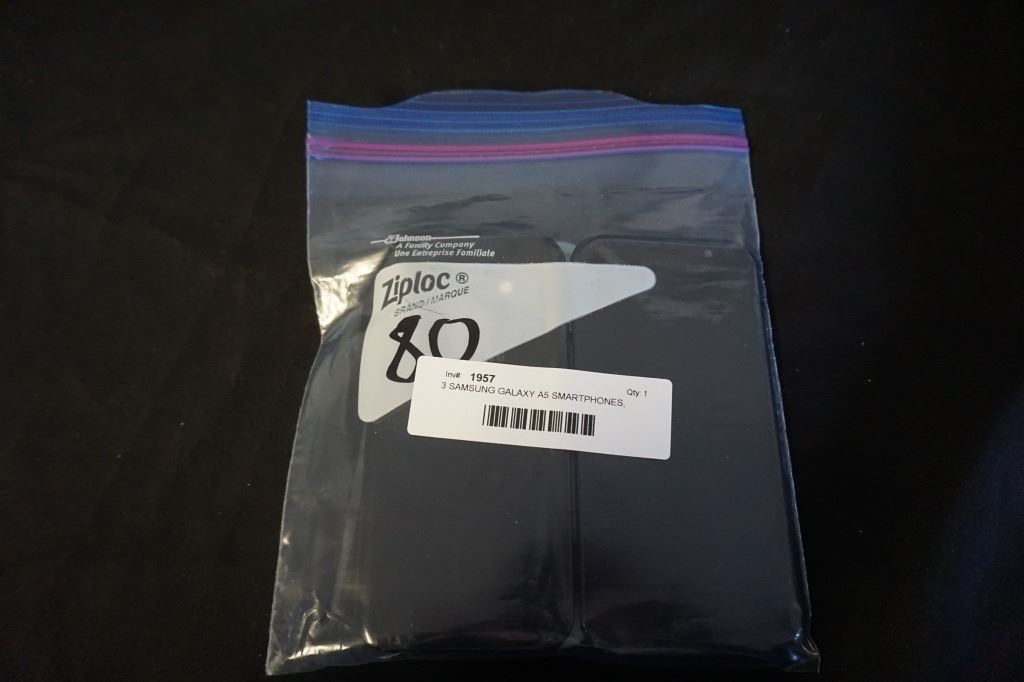 Johnson
A Family Company
Une Entreprise Familiale
Ziploc®
BRAND/MARQUE
80
Inv#: 1957 Qty: 1
3 SAMSUNG GALAXY A5 SMARTPHONES,